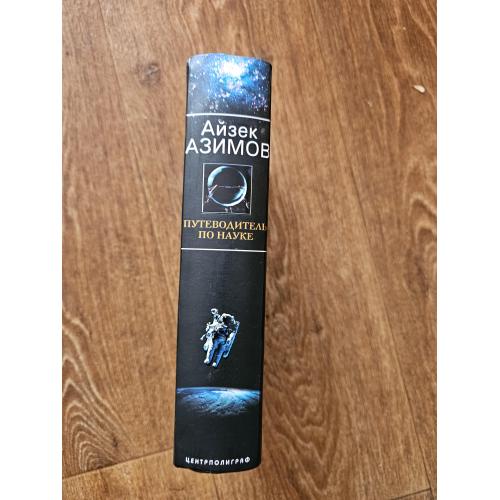 Айзек
АЗИМОВ
ПУТЕВОДИТЕЛЬ
ПО НАУКЕ
ЦЕНТРПОЛИГРАФ